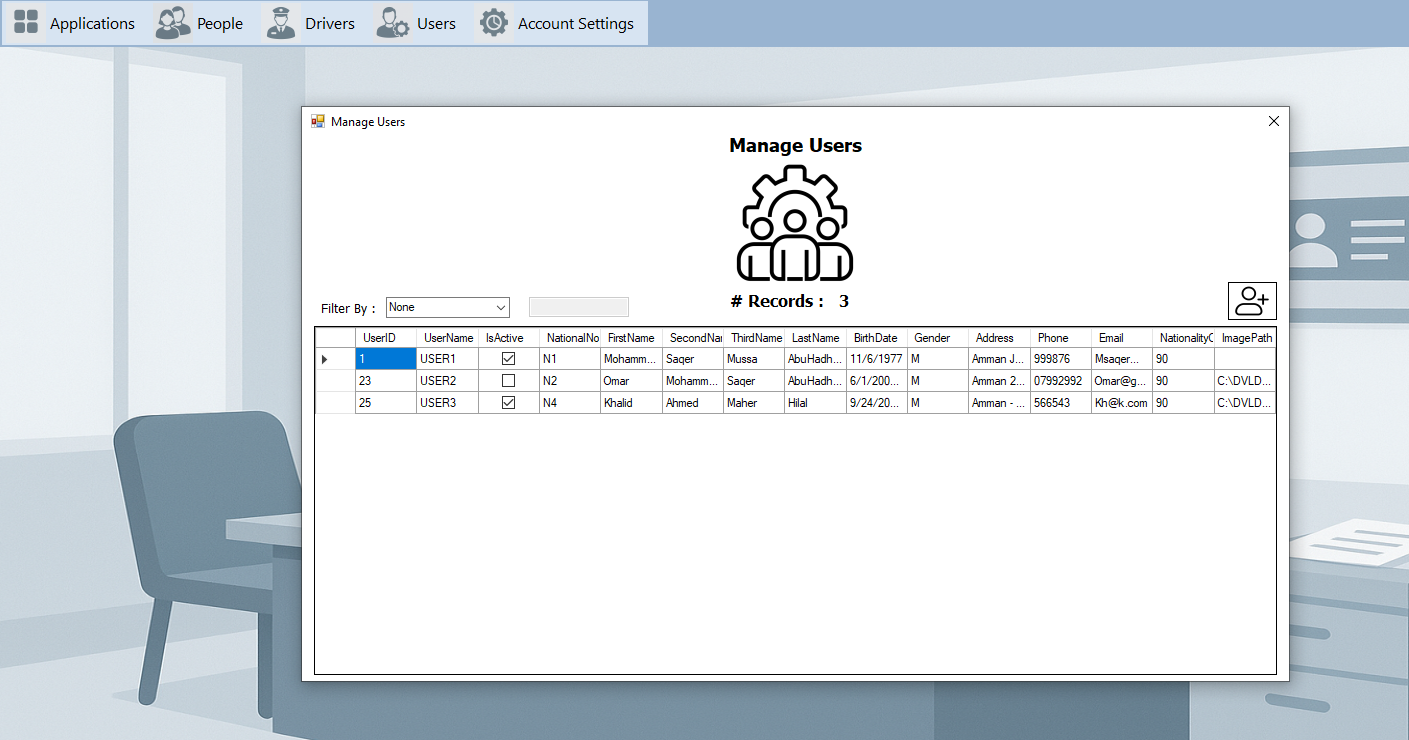 Applications People Drivers Users Account Settings
Manage Users
Manage Users
# Records : 3
Filter By : None
UserID UserName IsActive NationalNo FirstName SecondNa ThirdName LastName BirthDate Gender Address Phone Email NationalityC ImagePath
1 USER1 N1 Mohamm... Saqer Mussa AbuHadh... 11/6/1977 M Amman J... 999876 Msaqer... 90
23 USER2 N2 Omar Mohamm... Saqer AbuHadh... 6/1/200... M Amman 2... 07992992 Omar@g... 90 C:\DVLD...
25 USER3 N4 Khalid Ahmed Maher Hilal 9/24/20... M Amman - ... 566543 Kh@k.com 90 C:\DVLD...